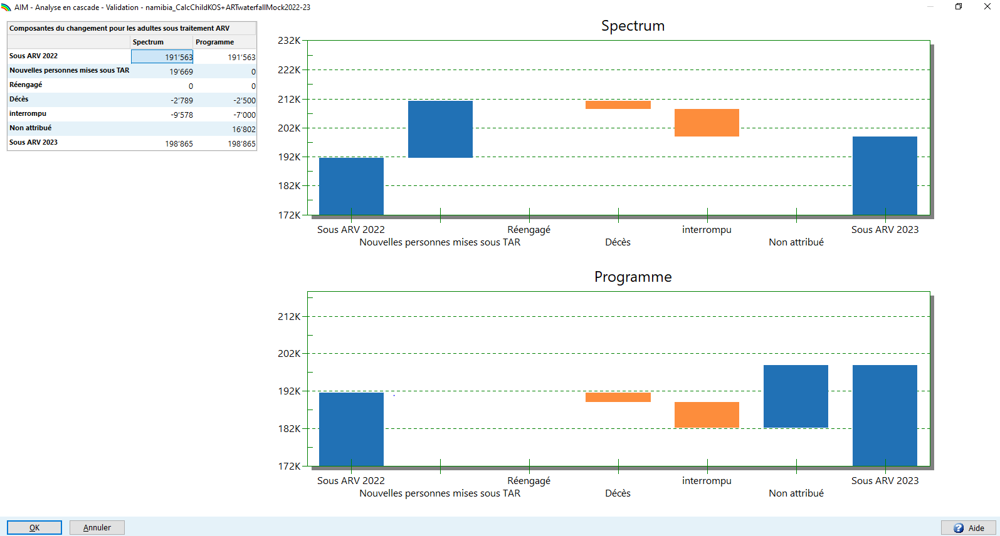 AIM - Analyse en cascade - Validation - namibia_CalcChildKOS+ARTwaterfallMock2022-23
Composantes du changement pour les adultes sous traitement ARV
Spectrum Programme
Sous ARV 2022 191'563 191'563
Nouvelles personnes mises sous TAR 19'669 0
Réengagé 0 0
Décès -2'789 -2'500
interrompu -9'578 -7'000
Non attribué 16'802
Sous ARV 2023 198'865 198'865
Spectrum
232K
222K
212K
202K
192K
182K
172K
Sous ARV 2022 Réengagé interrompu Sous ARV 2023
Nouvelles personnes mises sous TAR Décès Non attribué
Programme
212K
202K
192K
182K
172K
Sous ARV 2022 Réengagé interrompu Sous ARV 2023
Nouvelles personnes mises sous TAR Décès Non attribué
OK Annuler ? Aide